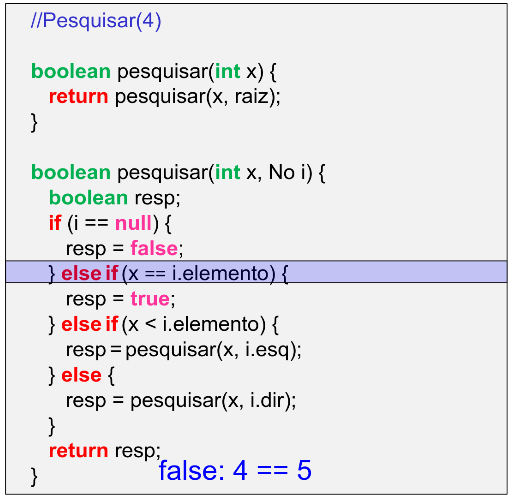 //Pesquisar(4)
boolean pesquisar(int x) {
return pesquisar(x, raiz);
}
boolean pesquisar(int x, No i) {
boolean resp;
if (i == null) {
resp = false;
} else if (x == i.elemento) {
resp = true;
} else if (x < i.elemento) {
resp = pesquisar(x, i.esq);
} else {
resp = pesquisar(x, i.dir);
}
return resp;
}
false: 4 == 5